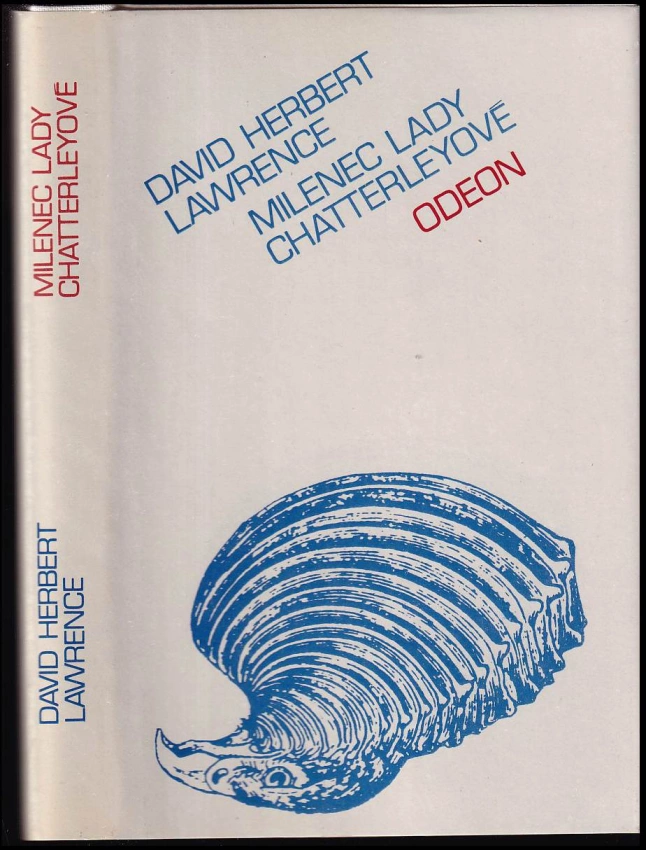 MILENEC LADY
CHATTERLEYOVÉ
DAVID HERBERT
LAWRENCE
DAVID HERBERT
LAWRENCE
MILENEC LADY
CHATTERLEYOVÉ
ODEON